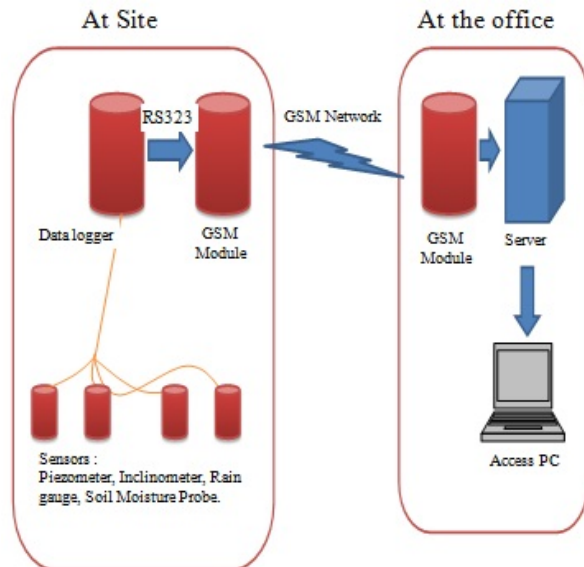 At Site
At the office
RS323
GSM Network
Data logger
GSM
Module
GSM
Module
Server
Sensors :
Piezometer, Inclinometer, Rain
gauge, Soil Moisture Probe.
Access PC